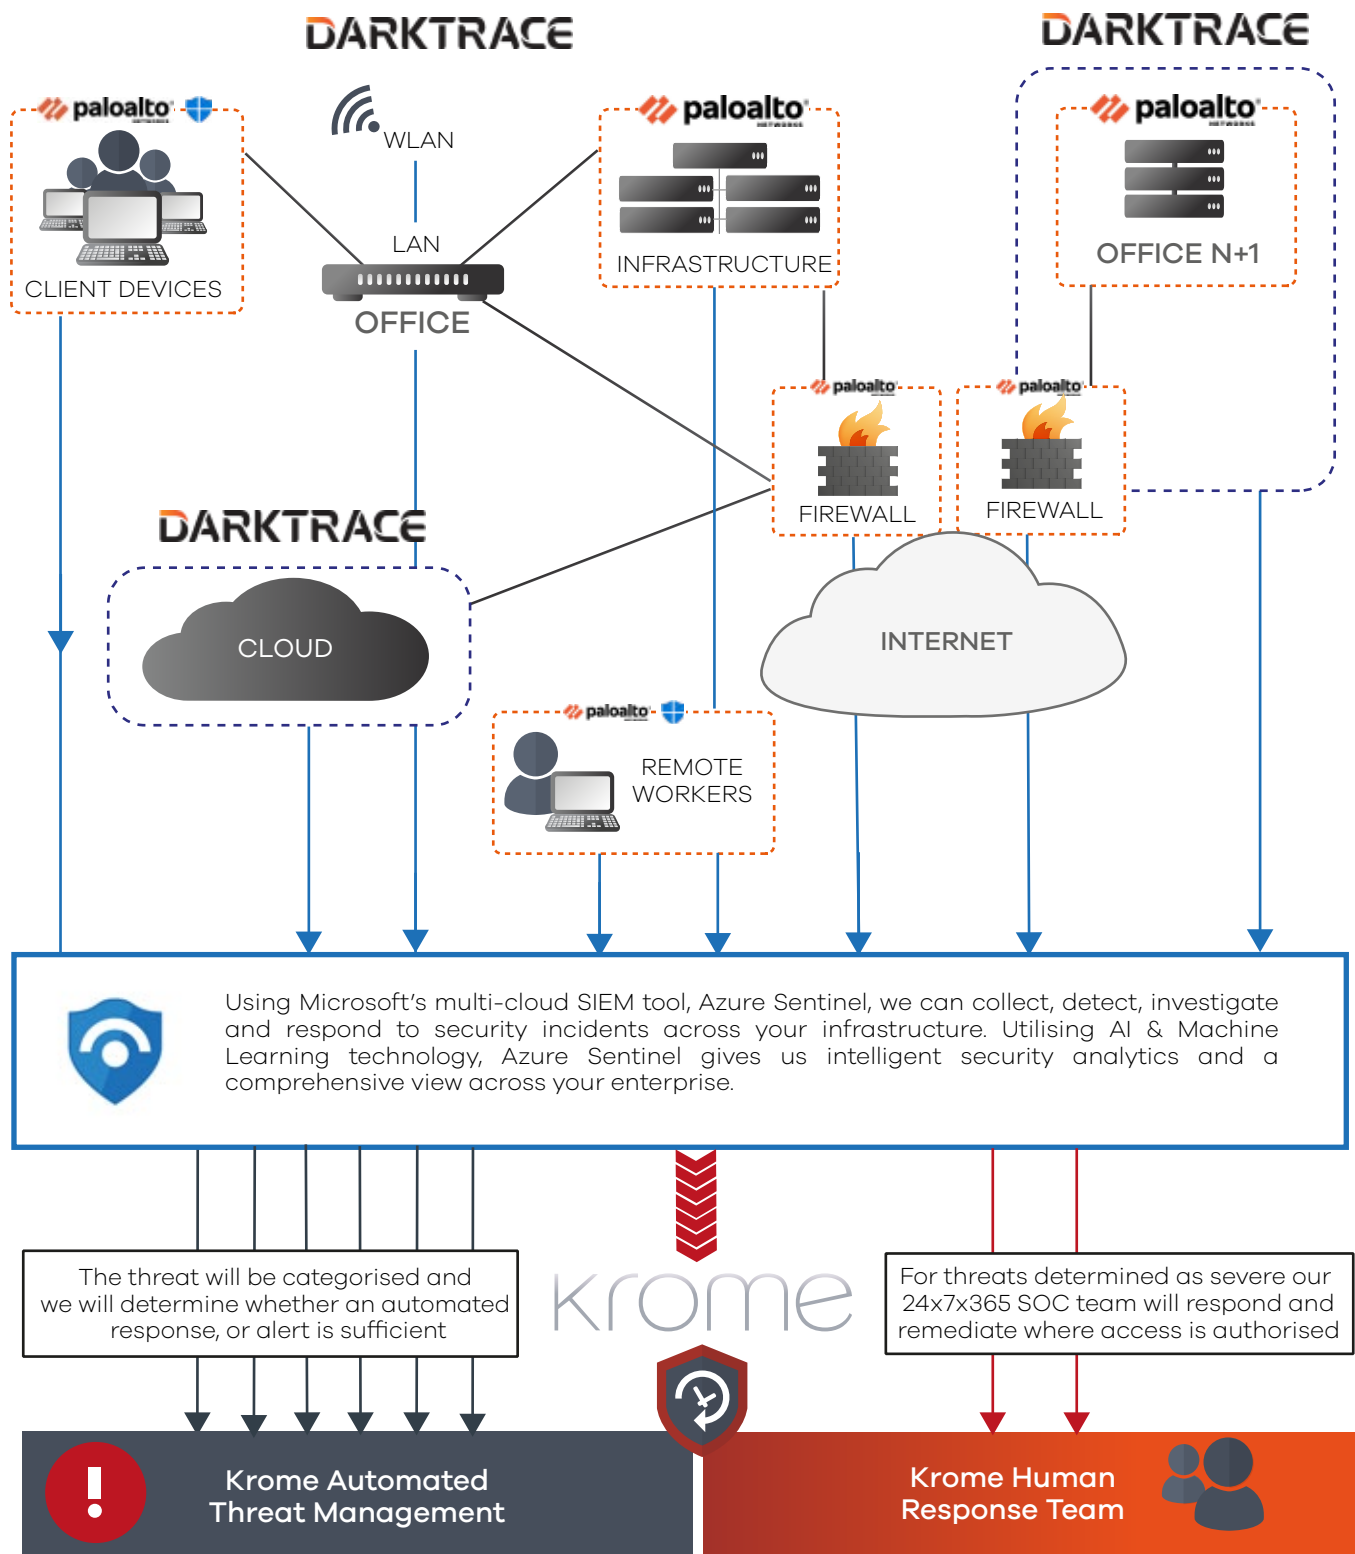 DARKTRACE
DARKTRACE
paloalto
NETWORKS
paloalto
NETWORKS
paloalto
NETWORKS
WLAN
LAN
CLIENT DEVICES
INFRASTRUCTURE
OFFICE N+1
OFFICE
paloalto
paloalto
FIREWALL
FIREWALL
DARKTRACE
CLOUD
INTERNET
paloalto
REMOTE
WORKERS
Using Microsoft's multi-cloud SIEM tool, Azure Sentinel, we can collect, detect, investigate
and respond to security incidents across your infrastructure. Utilising AI & Machine
Learning technology, Azure Sentinel gives us intelligent security analytics and a
comprehensive view across your enterprise.
The threat will be categorised and
we will determine whether an automated
response, or alert is sufficient
krome
For threats determined as severe our
24x7x365 SOC team will respond and
remediate where access is authorised
!
Krome Automated
Threat Management
Krome Human
Response Team